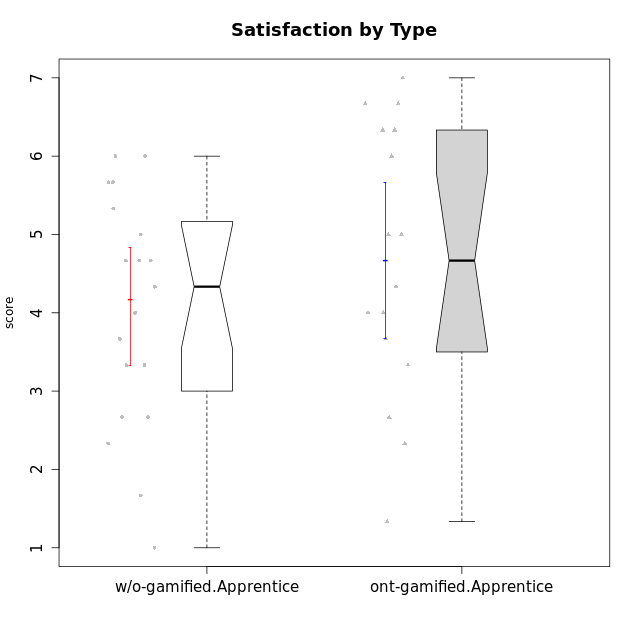 Satisfaction by Type
score
7
6
5
4
3
2
1
w/o-gamified.Apprentice
ont-gamified.Apprentice